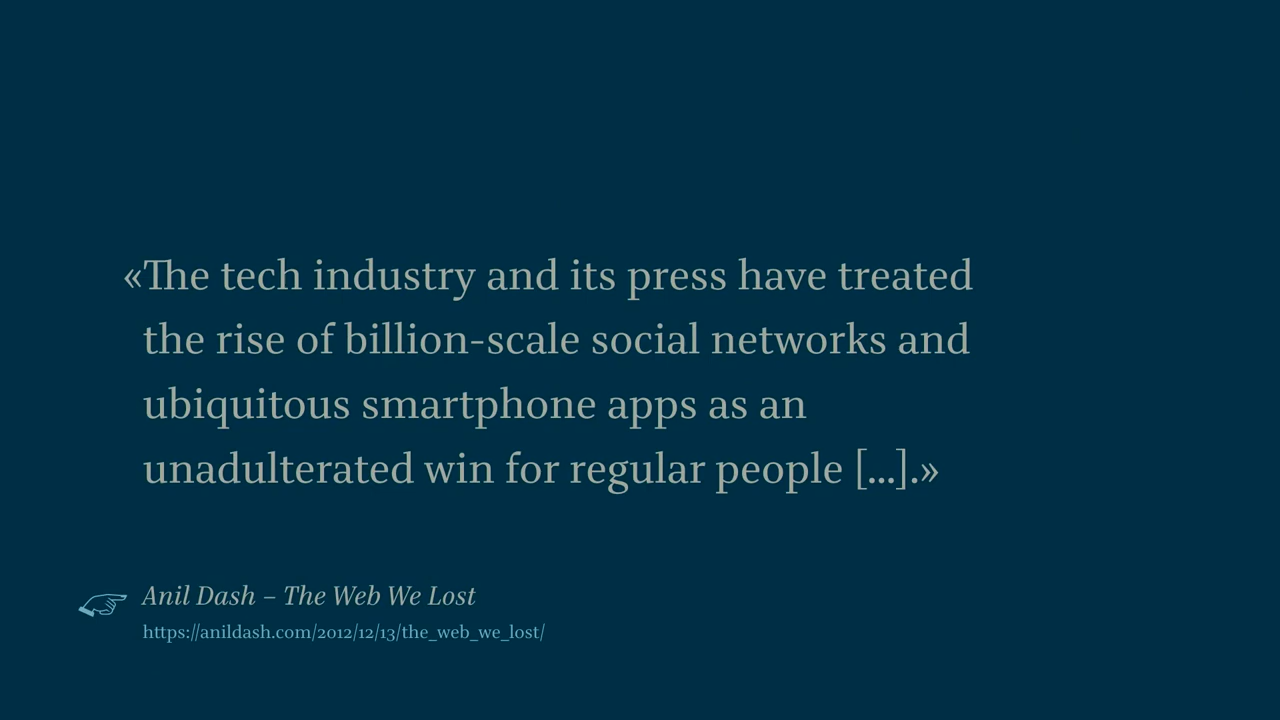 «The tech industry and its press have treated
the rise of billion-scale social networks and
ubiquitous smartphone apps as an
unadulterated win for regular people [...].»
Anil Dash – The Web We Lost
https://anildash.com/2012/12/13/the_web_we_lost/